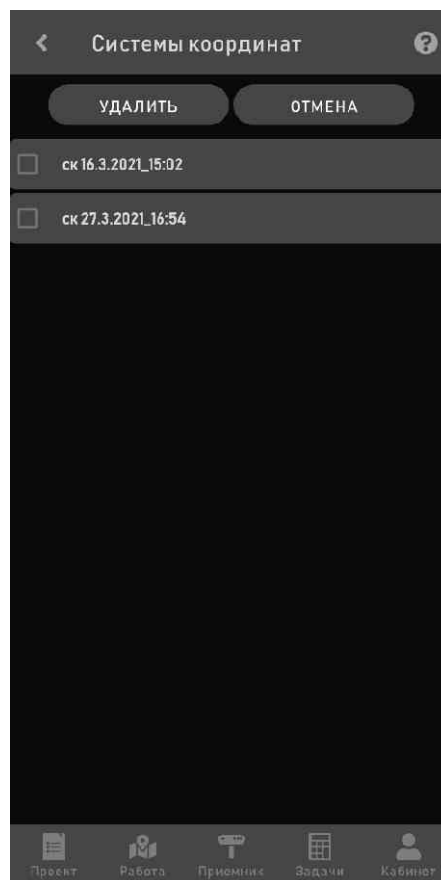 Системы координат
УДАЛИТЬ ОТМЕНА
ск 16.3.2021_15:02
ск 27.3.2021_16:54
Проект Работа Приемник Задачи Кабинет